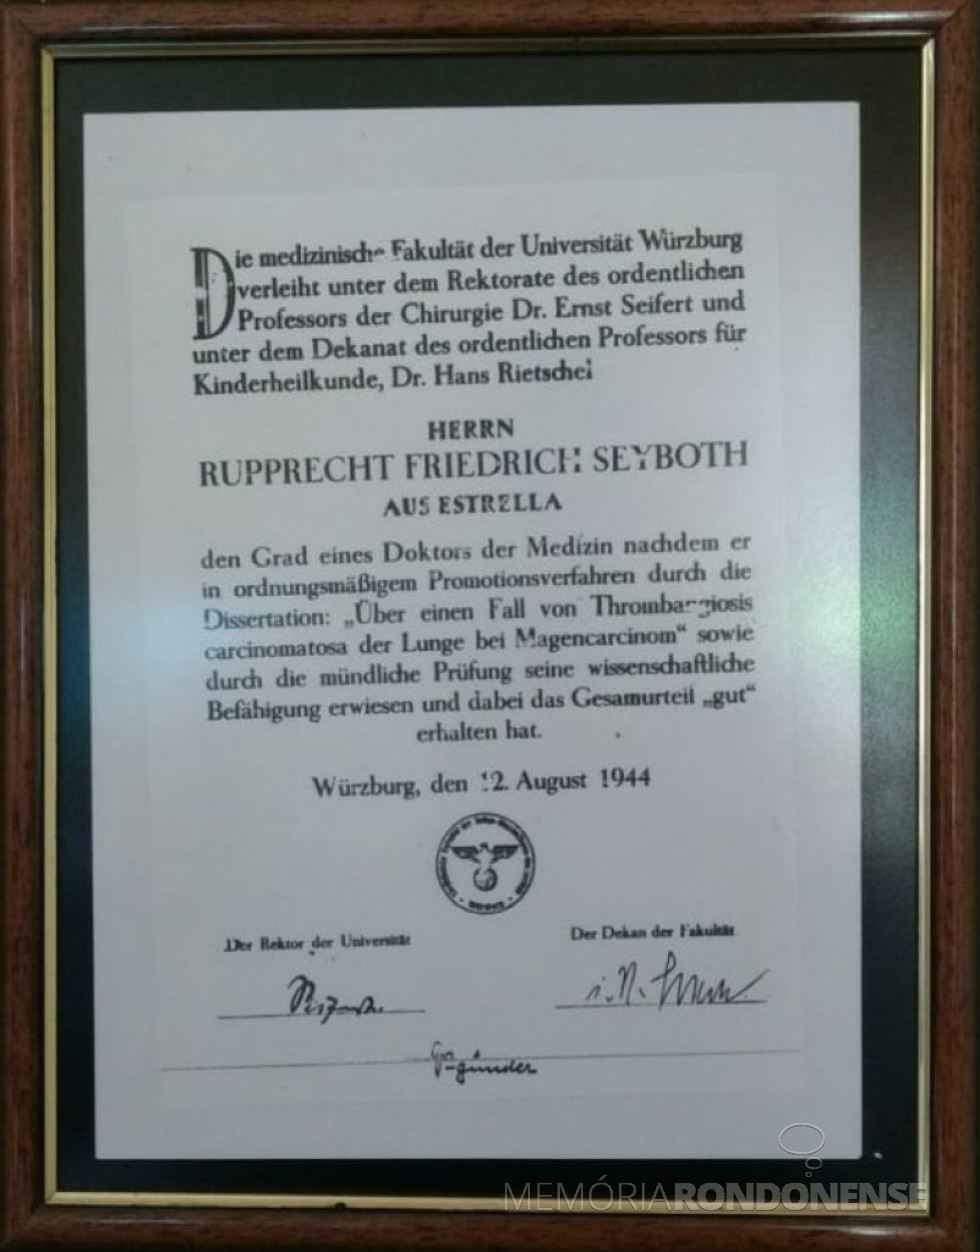 Die medizinische Fakultät der Universität Würzburg
verleiht unter dem Rektorate des ordentlichen
Professors der Chirurgie Dr. Ernst Seifert und
unter dem Dekanat des ordentlichen Professors für
Kinderheilkunde, Dr. Hans Rietschel
HERRN
RUPPRECHT FRIEDRICH SEYBOTH
AUS ESTRELLA
den Grad eines Doktors der Medizin nachdem er
in ordnungsmäßigem Promotionsverfahren durch die
Dissertation: „Über einen Fall von Thrombangiosis
carcinomatosa der Lunge bei Magencarcinom“ sowie
durch die mündliche Prüfung seine wissenschaftliche
Befähigung erwiesen und dabei das Gesamurteil „gut“
erhalten hat.
Würzburg, den 12. August 1944
Der Rektor der Universität
Der Dekan der Fakultät
MEMÓRIARONDONENSE